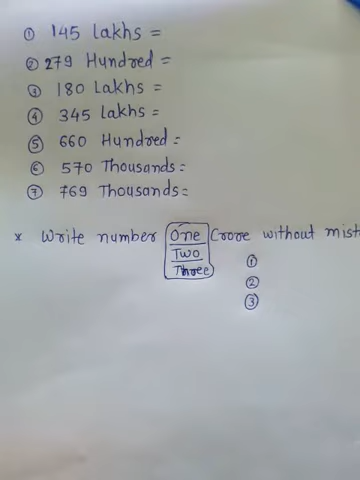 ① 145 Lakhs =
② 279 Hundred =
③ 180 Lakhs =
④ 345 Lakhs =
⑤ 660 Hundred =
⑥ 570 Thousands =
⑦ 769 Thousands =
* Write number One Crore without mist
Two
Three
①
②
③